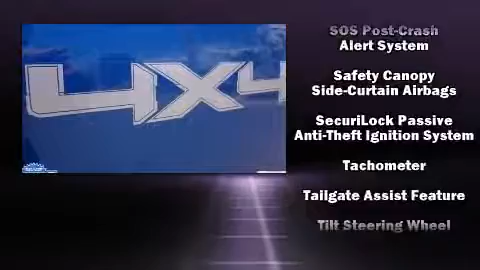 4X4
SOS Post-Crash
Alert System
Safety Canopy
Side-Curtain Airbags
SecuriLock Passive
Anti-Theft Ignition System
Tachometer
Tailgate Assist Feature
Tilt Steering Wheel